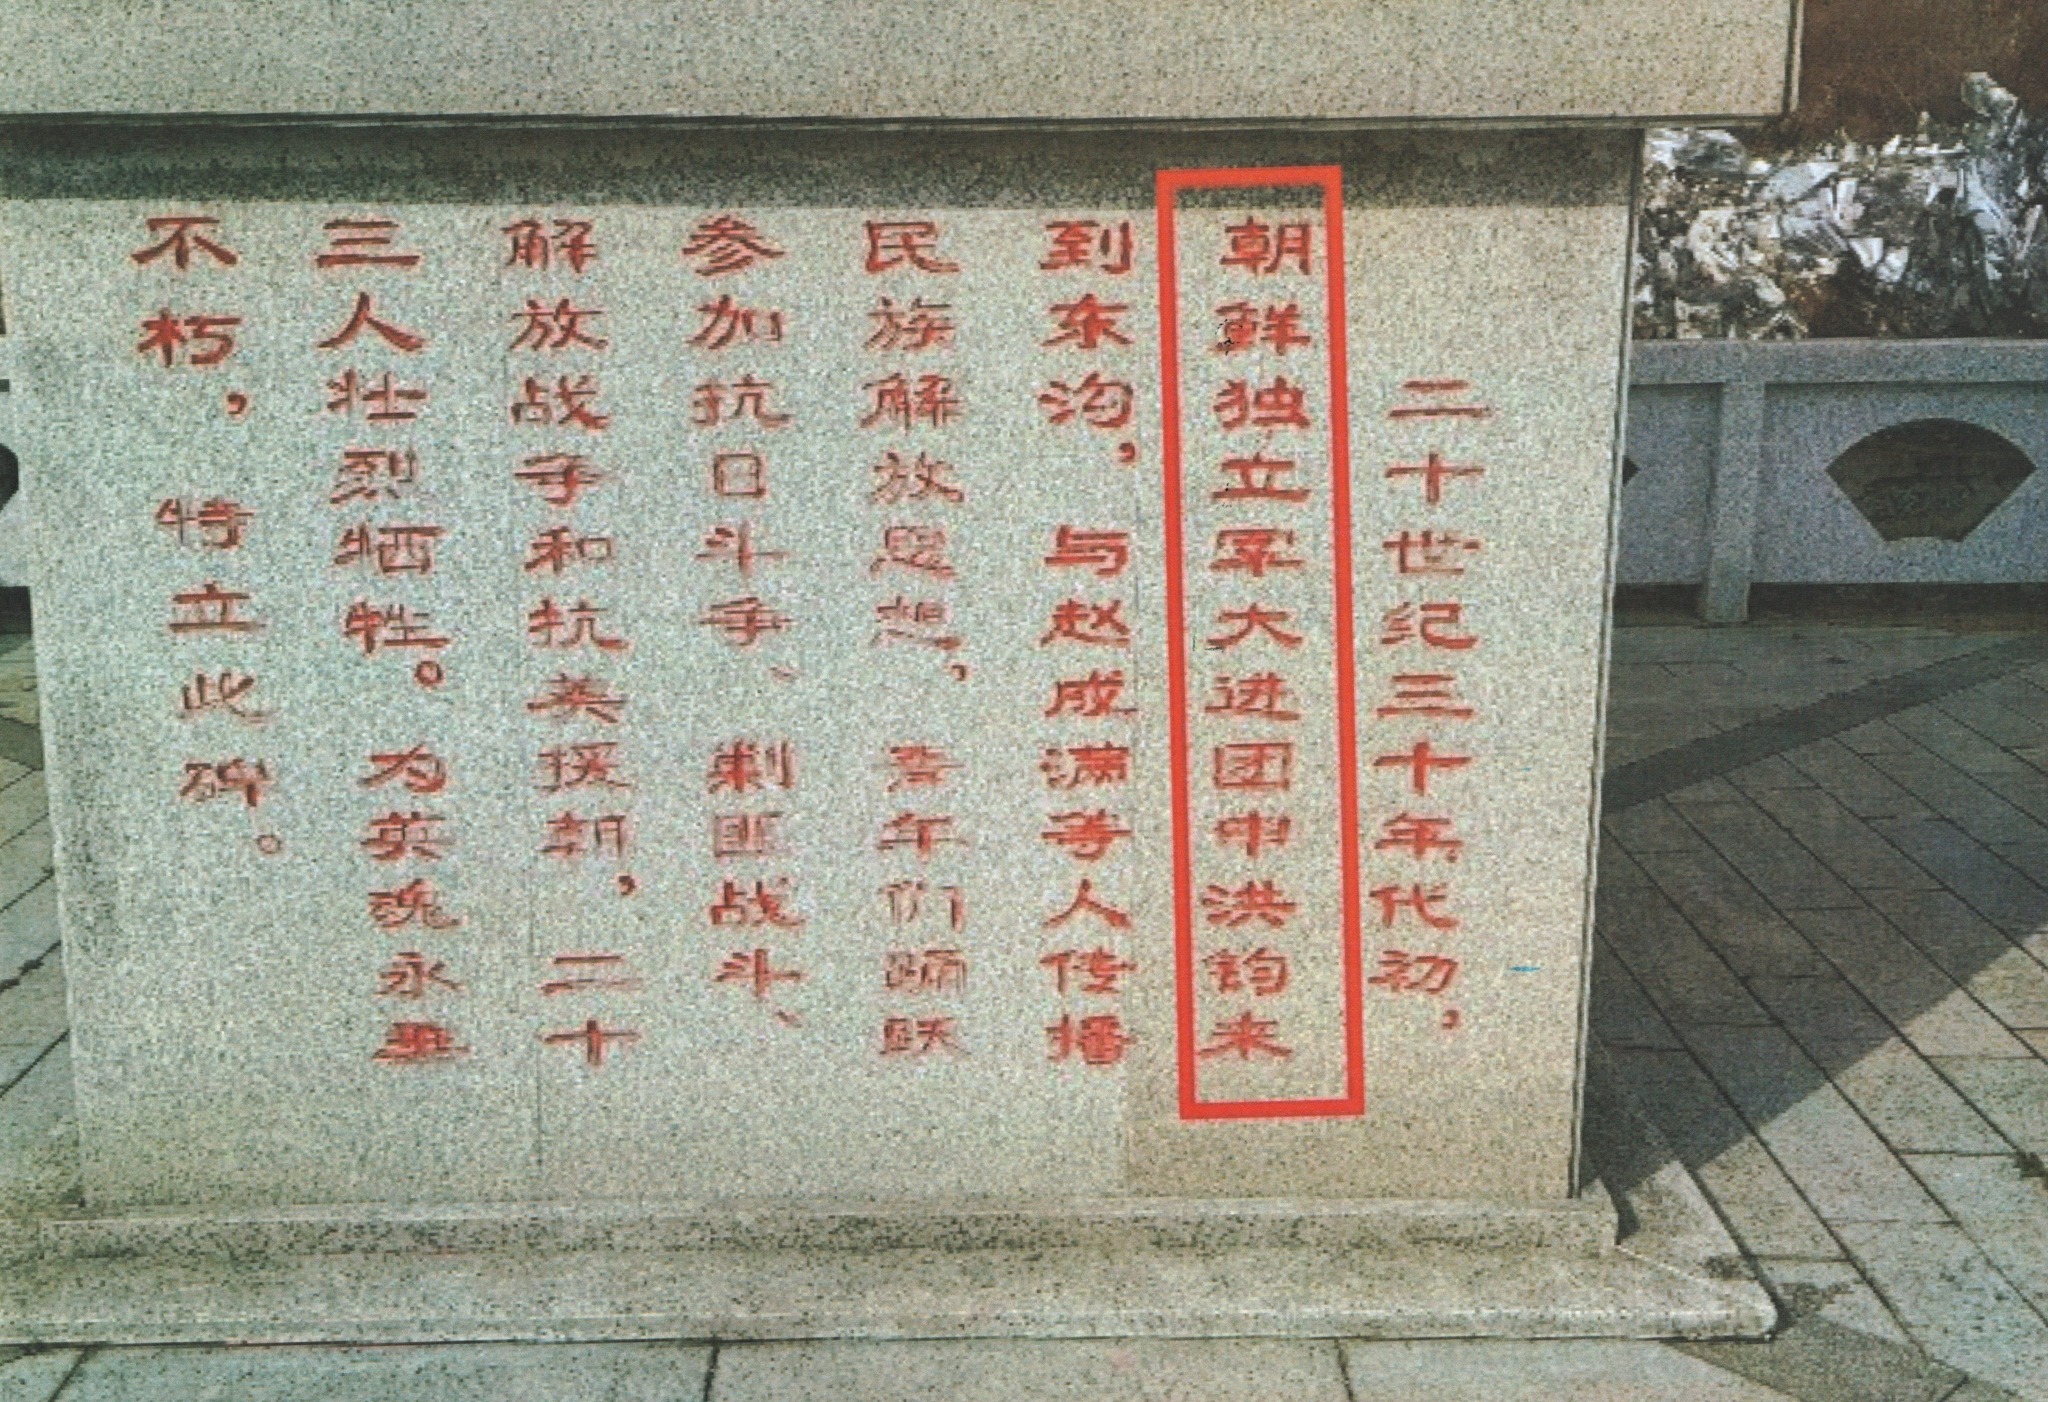 二十世纪三十年代初，
朝鲜独立军大进团申洪钧来
到东沟，与赵成满等人传播
民族解放思想，青年们踊跃
参加抗日斗争、剿匪战斗、
解放战争和抗美援朝，二十
三人壮烈牺牲。为英魂永垂
不朽，特立此碑。